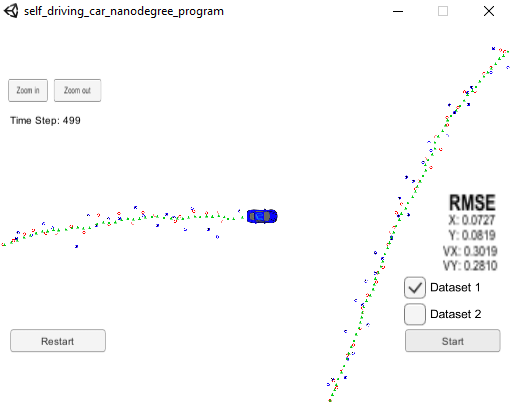 self_driving_car_nanodegree_program
Zoom in
Zoom out
Time Step: 499
RMSE
X: 0.0727
Y: 0.0819
VX: 0.3019
VY: 0.2810
Dataset 1
Dataset 2
Restart
Start